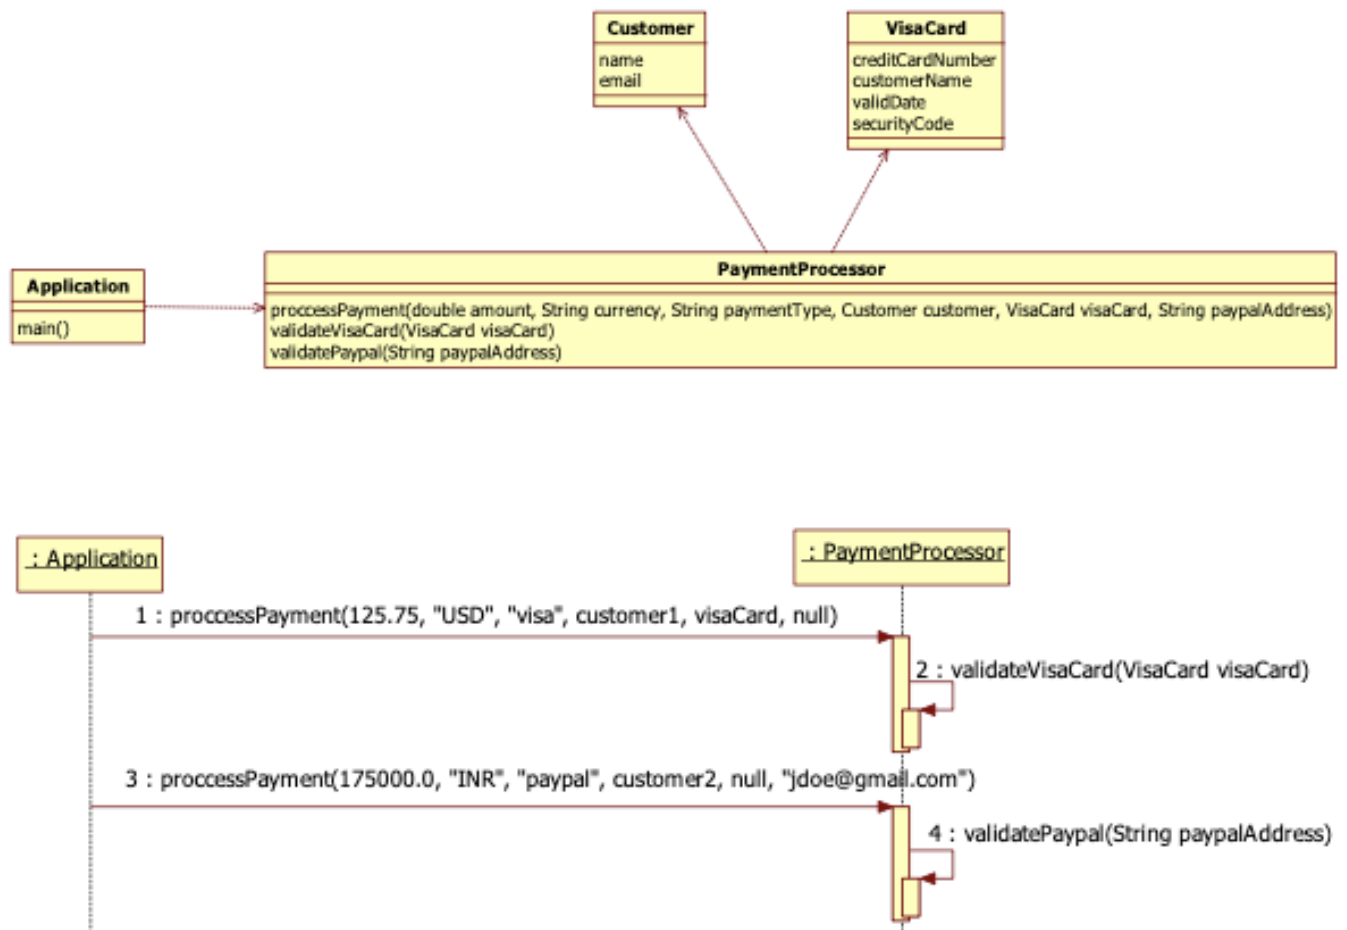 Customer
name
email
VisaCard
creditCardNumber
customerName
validDate
securityCode
Application
main()
PaymentProcessor
proccessPayment(double amount, String currency, String paymentType, Customer customer, VisaCard visaCard, String paypalAddress)
validateVisaCard(VisaCard visaCard)
validatePaypal(String paypalAddress)
: Application
: PaymentProcessor
1 : proccessPayment(125.75, "USD", "visa", customer1, visaCard, null)
2 : validateVisaCard(VisaCard visaCard)
3 : proccessPayment(175000.0, "INR", "paypal", customer2, null, "jdoe@gmail.com")
4 : validatePaypal(String paypalAddress)